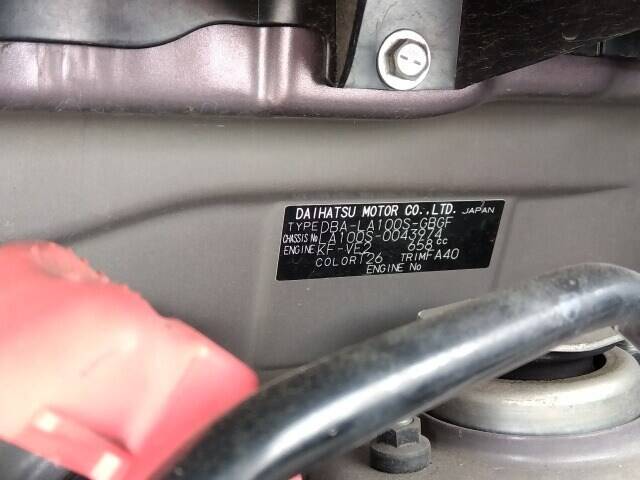 DAIHATSU MOTOR CO.,LTD. JAPAN
TYPE DBA-LA100S-GBGF
CHASSIS No LA100S-0043974
ENGINE KF-VE2 658 cc
COLOR T26 TRIM FA40
ENGINE No